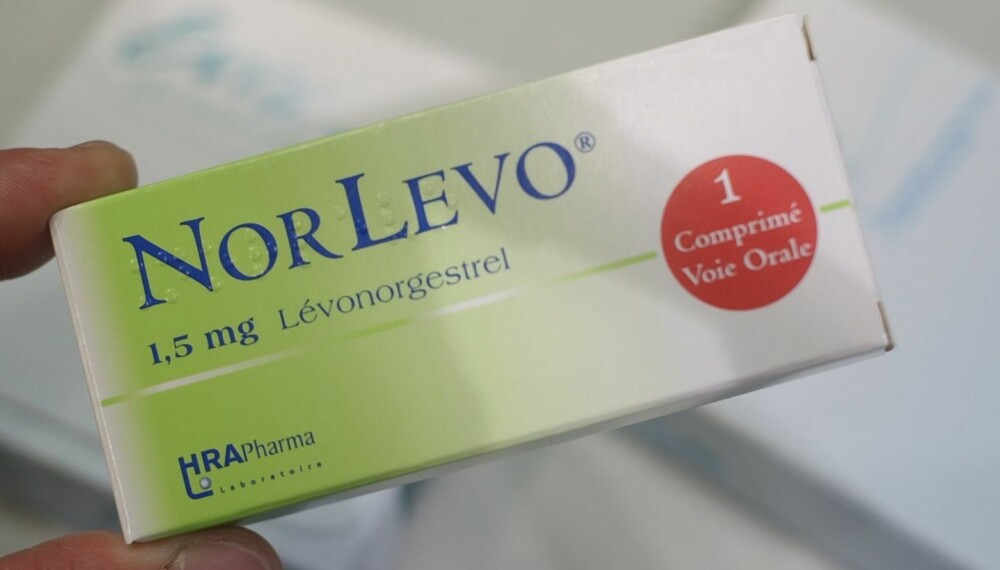 NORLEVO®
1,5 mg Lévonorgestrel
1
Comprimé
Voie Orale
HRAPharma
Laboratoire